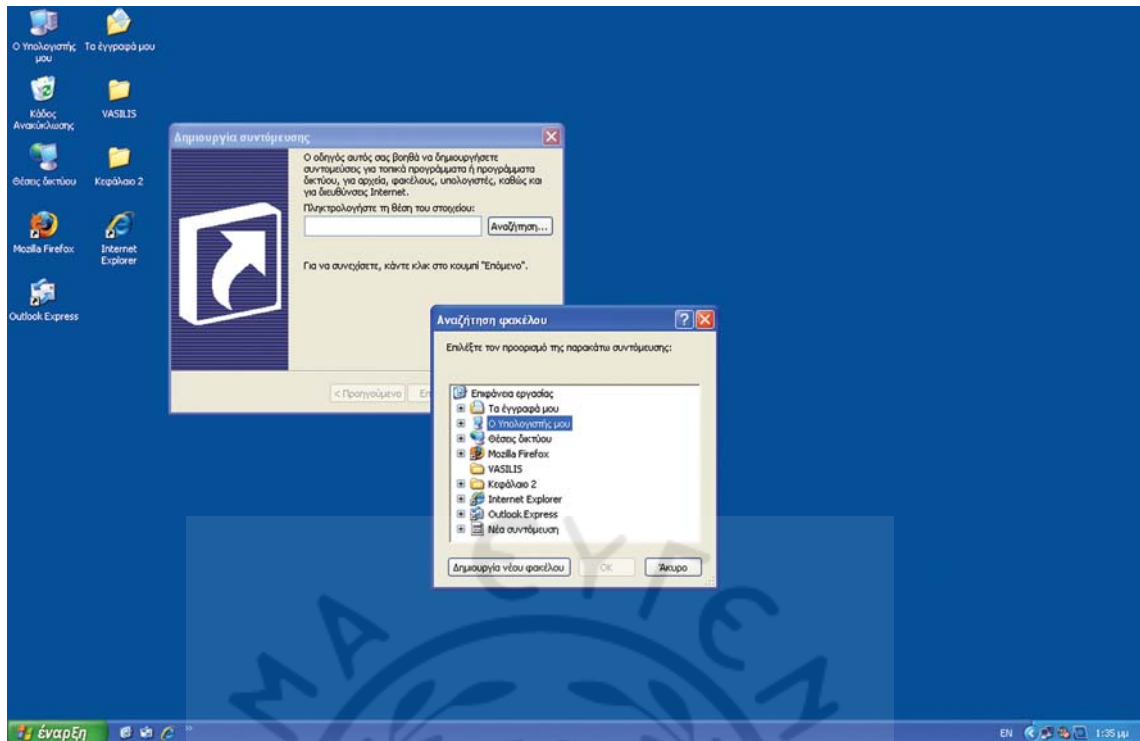 Ο Υπολογιστής μου
Τα έγγραφά μου
Κάδος Ανακύκλωσης
VASILIS
Θέσεις δικτύου
Κεφάλαιο 2
Mozilla Firefox
Internet Explorer
Outlook Express
Δημιουργία συντόμευσης
Ο οδηγός αυτός σας βοηθά να δημιουργήσετε
συντομεύσεις για τοπικά προγράμματα ή προγράμματα
δικτύου, για αρχεία, φακέλους, υπολογιστές, καθώς και
για διευθύνσεις Internet.
Πληκτρολογήστε τη θέση του στοιχείου:
Αναζήτηση...
Για να συνεχίσετε, κάντε κλικ στο κουμπί "Επόμενο".
< Προηγούμενο
Αναζήτηση φακέλου
Επιλέξτε τον προορισμό της παρακάτω συντόμευσης:
Επιφάνεια εργασίας
Τα έγγραφά μου
Ο Υπολογιστής μου
Θέσεις δικτύου
Mozilla Firefox
VASILIS
Κεφάλαιο 2
Internet Explorer
Outlook Express
Νέα συντόμευση
Δημιουργία νέου φακέλου
OK
Άκυρο
έναρξη
EN
1:35 μμ